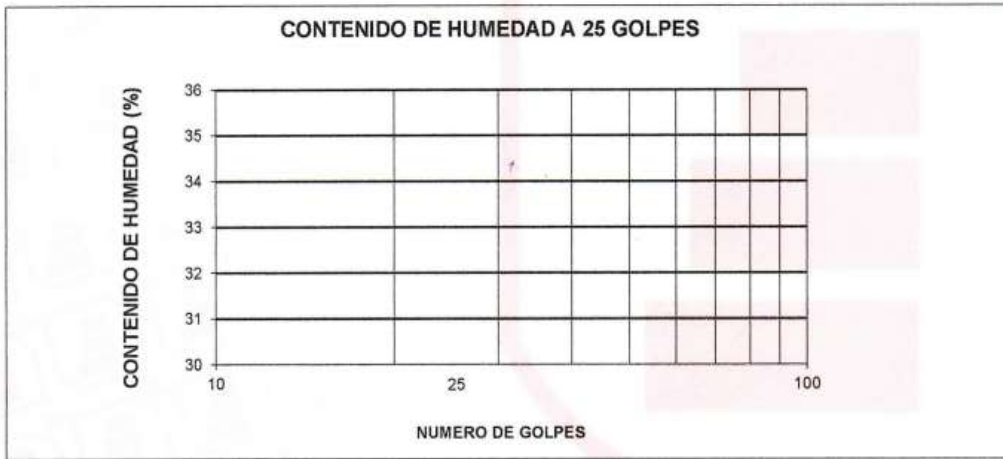 CONTENIDO DE HUMEDAD A 25 GOLPES
CONTENIDO DE HUMEDAD (%)
36
35
34
33
32
31
30
10 25 100
NUMERO DE GOLPES